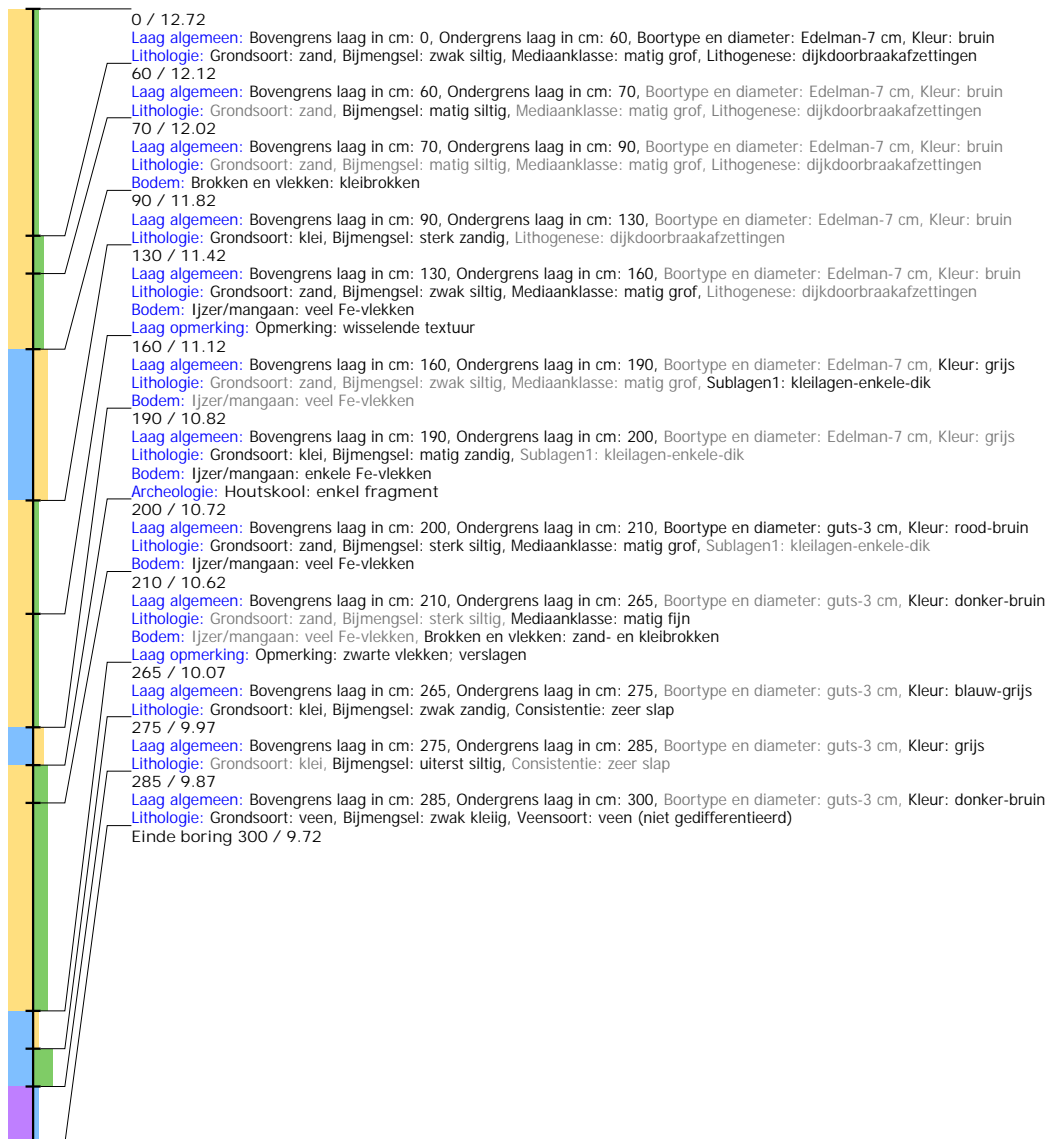 0 / 12.72
Laag algemeen: Bovengrens laag in cm: 0, Ondergrens laag in cm: 60, Boortype en diameter: Edelman-7 cm, Kleur: bruin
Lithologie: Grondsoort: zand, Bijmengsel: zwak siltig, Mediaanklasse: matig grof, Lithogenese: dijkdoorbraakafzettingen
60 / 12.12
Laag algemeen: Bovengrens laag in cm: 60, Ondergrens laag in cm: 70, Boortype en diameter: Edelman-7 cm, Kleur: bruin
Lithologie: Grondsoort: zand, Bijmengsel: matig siltig, Mediaanklasse: matig grof, Lithogenese: dijkdoorbraakafzettingen
70 / 12.02
Laag algemeen: Bovengrens laag in cm: 70, Ondergrens laag in cm: 90, Boortype en diameter: Edelman-7 cm, Kleur: bruin
Lithologie: Grondsoort: zand, Bijmengsel: matig siltig, Mediaanklasse: matig grof, Lithogenese: dijkdoorbraakafzettingen
Bodem: Brokken en vlekken: kleibrokken
90 / 11.82
Laag algemeen: Bovengrens laag in cm: 90, Ondergrens laag in cm: 130, Boortype en diameter: Edelman-7 cm, Kleur: bruin
Lithologie: Grondsoort: klei, Bijmengsel: sterk zandig, Lithogenese: dijkdoorbraakafzettingen
130 / 11.42
Laag algemeen: Bovengrens laag in cm: 130, Ondergrens laag in cm: 160, Boortype en diameter: Edelman-7 cm, Kleur: bruin
Lithologie: Grondsoort: zand, Bijmengsel: zwak siltig, Mediaanklasse: matig grof, Lithogenese: dijkdoorbraakafzettingen
Bodem: Ijzer/mangaan: veel Fe-vlekken
Laag opmerking: Opmerking: wisselende textuur
160 / 11.12
Laag algemeen: Bovengrens laag in cm: 160, Ondergrens laag in cm: 190, Boortype en diameter: Edelman-7 cm, Kleur: grijs
Lithologie: Grondsoort: zand, Bijmengsel: zwak siltig, Mediaanklasse: matig grof, Sublagen1: kleilagen-enkele-dik
Bodem: Ijzer/mangaan: veel Fe-vlekken
190 / 10.82
Laag algemeen: Bovengrens laag in cm: 190, Ondergrens laag in cm: 200, Boortype en diameter: Edelman-7 cm, Kleur: grijs
Lithologie: Grondsoort: klei, Bijmengsel: matig zandig, Sublagen1: kleilagen-enkele-dik
Bodem: Ijzer/mangaan: enkele Fe-vlekken
Archeologie: Houtskool: enkel fragment
200 / 10.72
Laag algemeen: Bovengrens laag in cm: 200, Ondergrens laag in cm: 210, Boortype en diameter: guts-3 cm, Kleur: rood-bruin
Lithologie: Grondsoort: zand, Bijmengsel: sterk siltig, Mediaanklasse: matig grof, Sublagen1: kleilagen-enkele-dik
Bodem: Ijzer/mangaan: veel Fe-vlekken
210 / 10.62
Laag algemeen: Bovengrens laag in cm: 210, Ondergrens laag in cm: 265, Boortype en diameter: guts-3 cm, Kleur: donker-bruin
Lithologie: Grondsoort: zand, Bijmengsel: sterk siltig, Mediaanklasse: matig fijn
Bodem: Ijzer/mangaan: veel Fe-vlekken, Brokken en vlekken: zand- en kleibrokken
Laag opmerking: Opmerking: zwarte vlekken; verslagen
265 / 10.07
Laag algemeen: Bovengrens laag in cm: 265, Ondergrens laag in cm: 275, Boortype en diameter: guts-3 cm, Kleur: blauw-grijs
Lithologie: Grondsoort: klei, Bijmengsel: zwak zandig, Consistentie: zeer slap
275 / 9.97
Laag algemeen: Bovengrens laag in cm: 275, Ondergrens laag in cm: 285, Boortype en diameter: guts-3 cm, Kleur: grijs
Lithologie: Grondsoort: klei, Bijmengsel: uiterst siltig, Consistentie: zeer slap
285 / 9.87
Laag algemeen: Bovengrens laag in cm: 285, Ondergrens laag in cm: 300, Boortype en diameter: guts-3 cm, Kleur: donker-bruin
Lithologie: Grondsoort: veen, Bijmengsel: zwak kleiig, Veensoort: veen (niet gedifferentieerd)
Einde boring 300 / 9.72